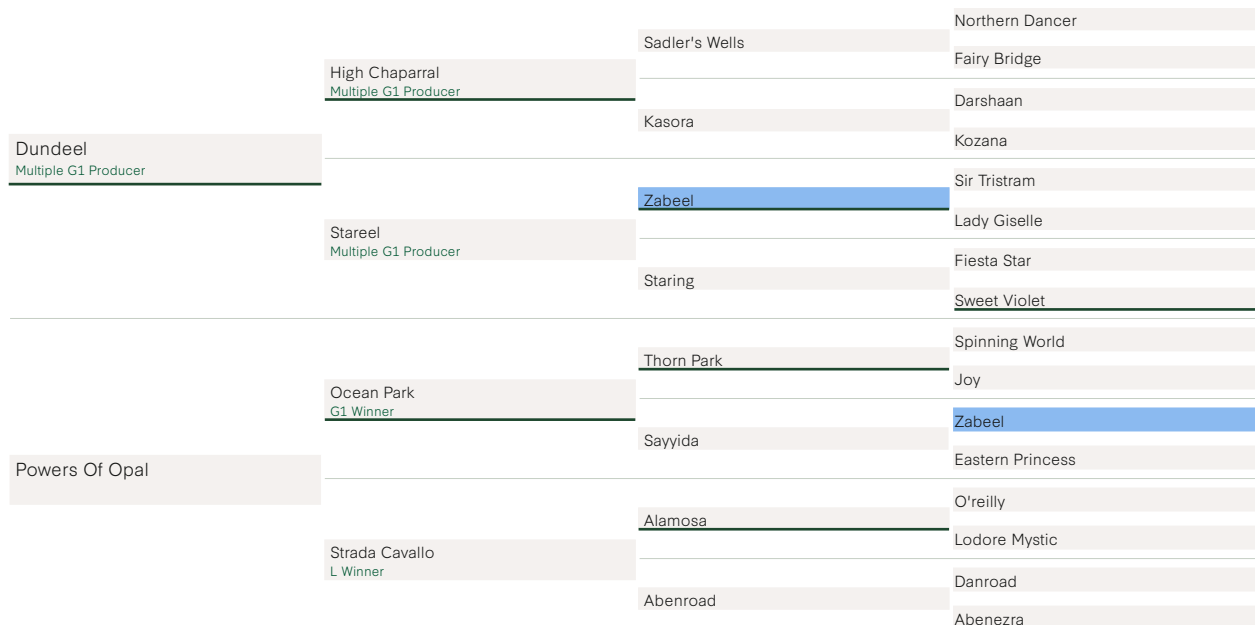 Northern Dancer
Sadler's Wells
Fairy Bridge
High Chaparral
Multiple G1 Producer
Darshaan
Kasora
Kozana
Dundeel
Multiple G1 Producer
Sir Tristram
Zabeel
Lady Giselle
Stareel
Multiple G1 Producer
Fiesta Star
Staring
Sweet Violet
Spinning World
Thorn Park
Joy
Ocean Park
G1 Winner
Zabeel
Sayyida
Eastern Princess
Powers Of Opal
O'reilly
Alamosa
Lodore Mystic
Strada Cavallo
L Winner
Danroad
Abenroad
Abenezra